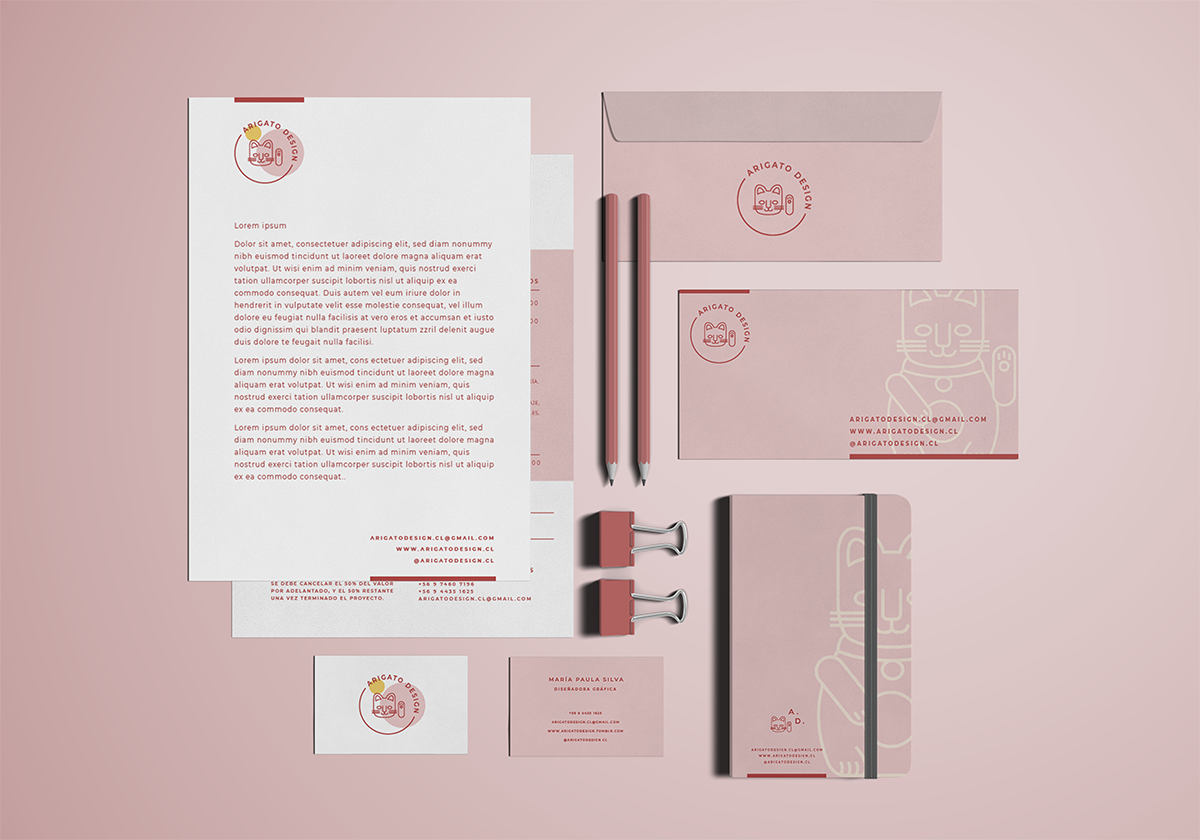 ARIGATO DESIGN
Lorem ipsum
Dolor sit amet, consectetuer adipiscing elit, sed diam nonummy
nibh euismod tincidunt ut laoreet dolore magna aliquam erat
volutpat. Ut wisi enim ad minim veniam, quis nostrud exerci
tation ullamcorper suscipit lobortis nisl ut aliquip ex ea
commodo consequat. Duis autem vel eum iriure dolor in
hendrerit in vulputate velit esse molestie consequat, vel illum
dolore eu feugiat nulla facilisis at vero eros et accumsan et iusto
odio dignissim qui blandit praesent luptatum zzril delenit augue
duis dolore te feugait nulla facilisi.
Lorem ipsum dolor sit amet, cons ectetuer adipiscing elit, sed
diam nonummy nibh euismod tincidunt ut laoreet dolore magna
aliquam erat volutpat. Ut wisi enim ad minim veniam, quis
nostrud exerci tation ullamcorper suscipit lobortis nisl ut aliquip
ex ea commodo consequat.
Lorem ipsum dolor sit amet, cons ectetuer adipiscing elit, sed
diam nonummy nibh euismod tincidunt ut laoreet dolore magna
aliquam erat volutpat. Ut wisi enim ad minim veniam, quis
nostrud exerci tation ullamcorper suscipit lobortis nisl ut aliquip
ex ea commodo consequat..
ARIGATODESIGN.CL@GMAIL.COM
WWW.ARIGATODESIGN.CL
@ARIGATODESIGN.CL
SE DEBE CANCELAR EL 50% DEL VALOR
POR ADELANTADO, Y EL 50% RESTANTE
UNA VEZ TERMINADO EL PROYECTO.
+56 9 7460 7196
+56 9 4435 1625
ARIGATODESIGN.CL@GMAIL.COM
ARIGATO DESIGN
ARIGATO DESIGN
ARIGATODESIGN.CL@GMAIL.COM
WWW.ARIGATODESIGN.CL
@ARIGATODESIGN.CL
ARIGATO DESIGN
MARÍA PAULA SILVA
DISEÑADORA GRÁFICA
+56 9 4435 1625
ARIGATODESIGN.CL@GMAIL.COM
WWW.ARIGATODESIGN.TUMBLR.COM
@ARIGATODESIGN.CL
A.
D.
ARIGATODESIGN.CL@GMAIL.COM
WWW.ARIGATODESIGN.CL
@ARIGATODESIGN.CL